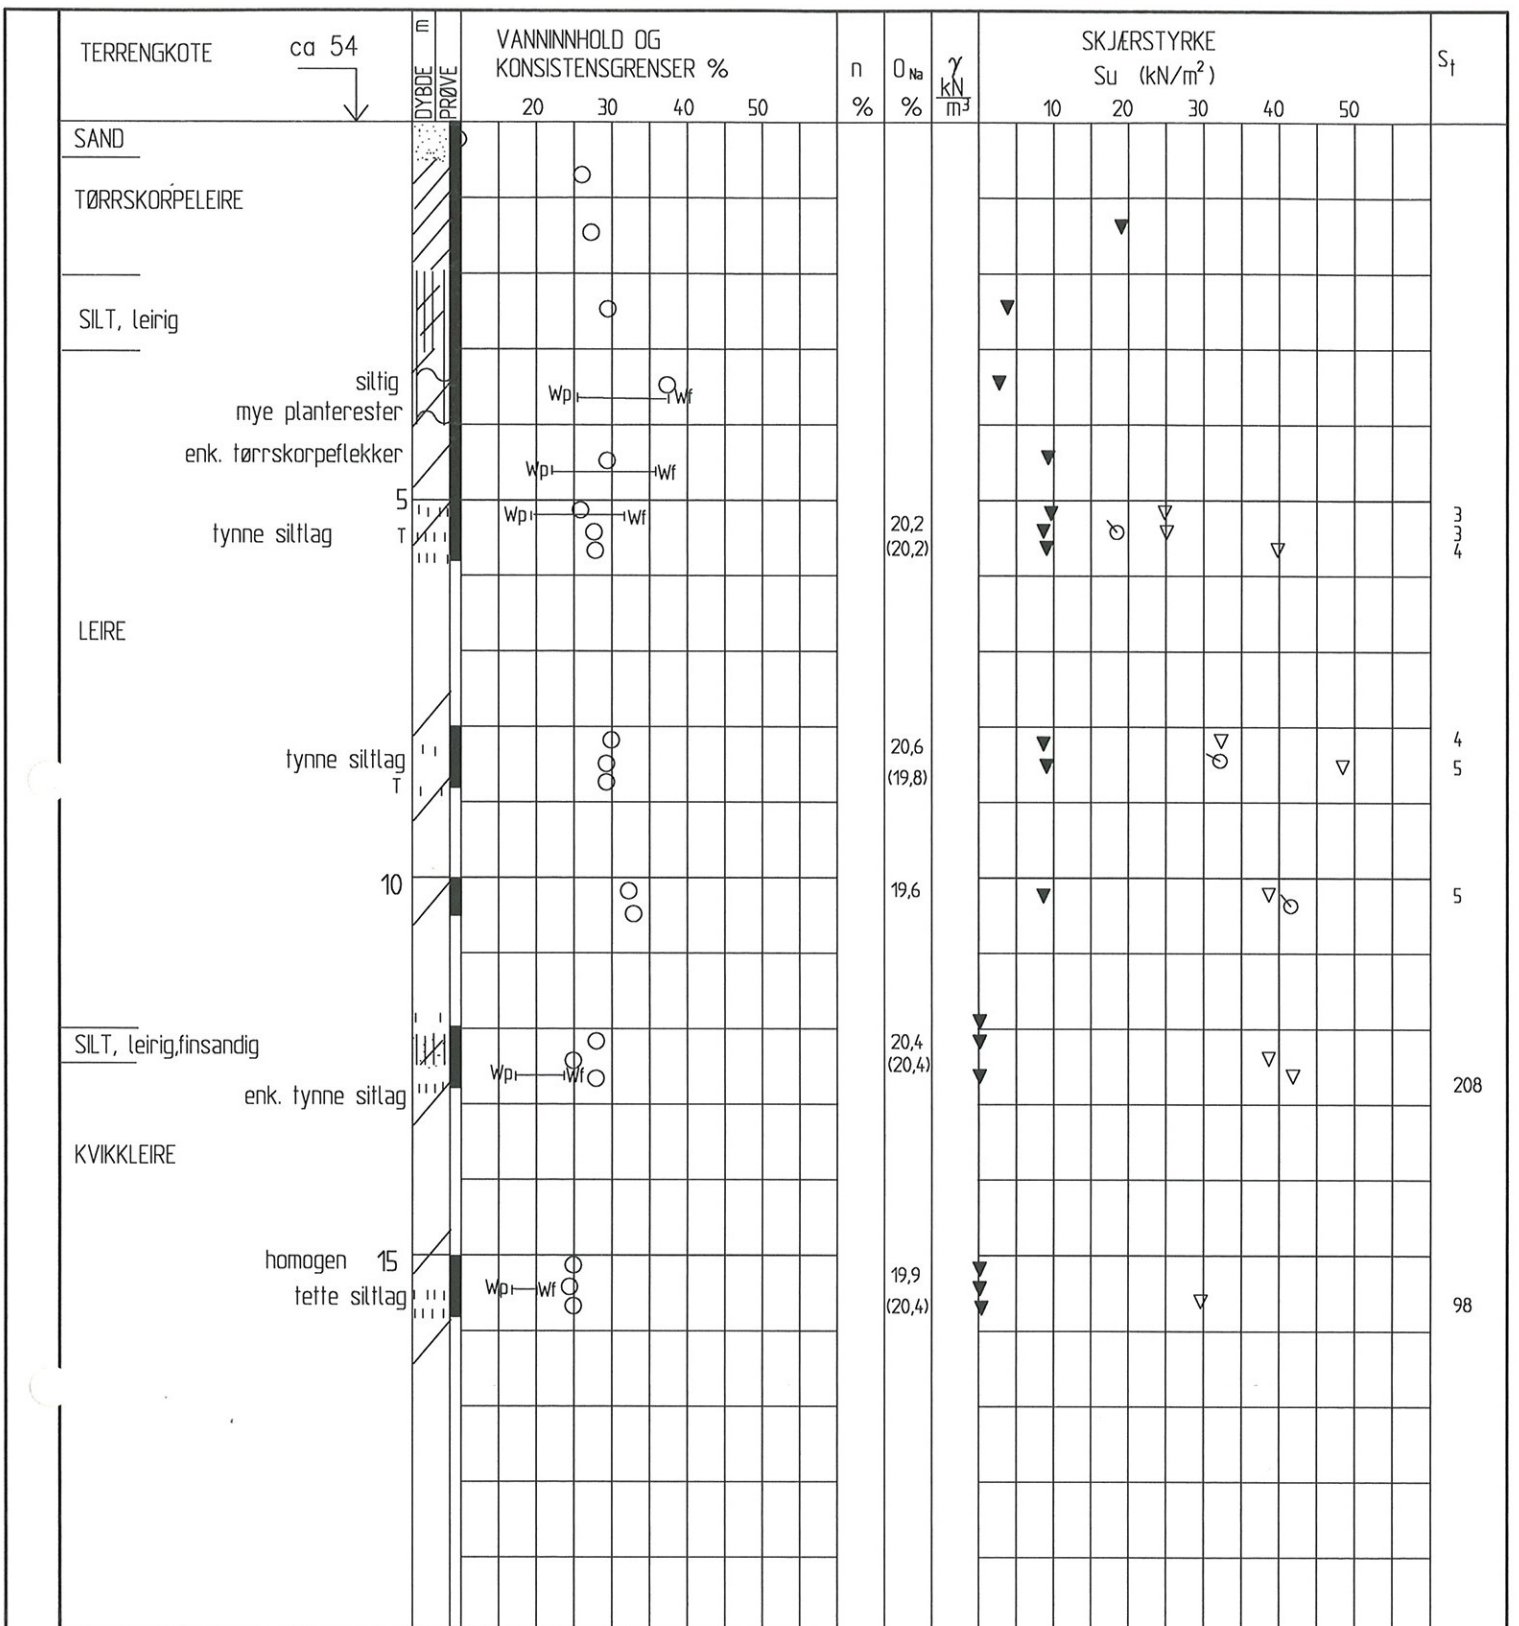 TERRENGKOTE ca 54
DYBDE m
PRØVE
VANNINNHOLD OG
KONSISTENSGRENSER %
20 30 40 50
n
%
O Na
%
γ
kN
m³
SKJÆRSTYRKE
Su (kN/m²)
10 20 30 40 50
St
SAND
TØRRSKORPELEIRE
SILT, leirig
siltig
Wp Wf
mye planterester
enk. tørrskorpeflekker
Wp Wf
5
Wp Wf
20,2
3
tynne siltlag T
3
(20,2)
4
LEIRE
20,6
4
tynne siltlag
5
T
(19,8)
10
19,6
5
SILT, leirig,finsandig
20,4
(20,4)
Wp Wf
208
enk. tynne sitlag
KVIKKLEIRE
homogen 15
19,9
Wp Wf
tette siltlag
(20,4)
98